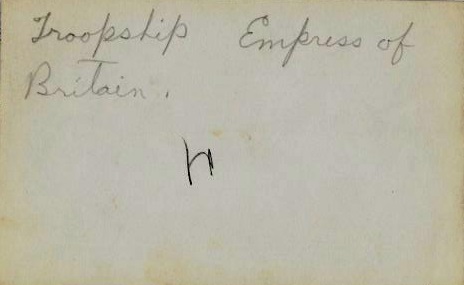 Troopship Empress of
Britain.